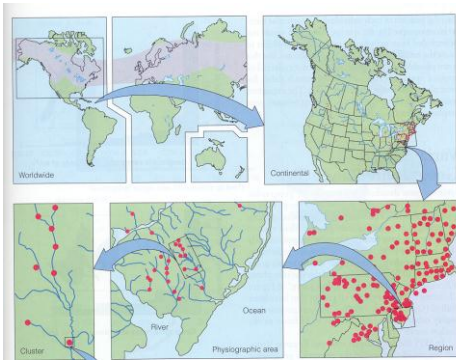 Worldwide
Continental
Cluster
River
Ocean
Physiographic area
Region